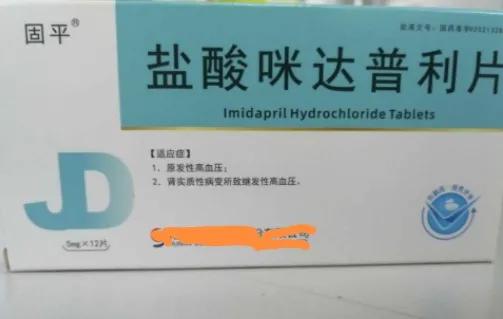 固平®
盐酸咪达普利片
Imidapril Hydrochloride Tablets
【适应症】
1、原发性高血压；
2、肾实质性病变所致继发性高血压。
JD
5mg×12片